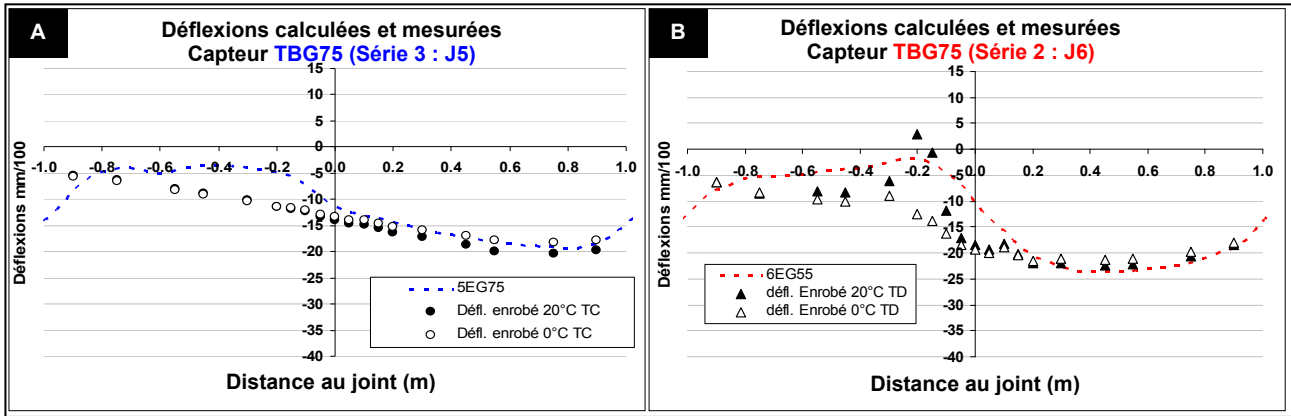 A
Déflexions calculées et mesurées
Capteur TBG75 (Série 3 : J5)
15
10
5
0
-5
-10
-15
-20
-25
-30
-35
-40
-1.0 -0.8 -0.6 -0.4 -0.2 0.0 0.2 0.4 0.6 0.8 1.0
Déflexions mm/100
5EG75
Défl. enrobé 20°C TC
Défl. enrobé 0°C TC
Distance au joint (m)
B
Déflexions calculées et mesurées
Capteur TBG75 (Série 2 : J6)
15
10
5
0
-5
-10
-15
-20
-25
-30
-35
-40
-1.0 -0.8 -0.6 -0.4 -0.2 0.0 0.2 0.4 0.6 0.8 1.0
Déflexions mm/100
6EG55
défl. Enrobé 20°C TD
défl. Enrobé 0°C TD
Distance au joint (m)